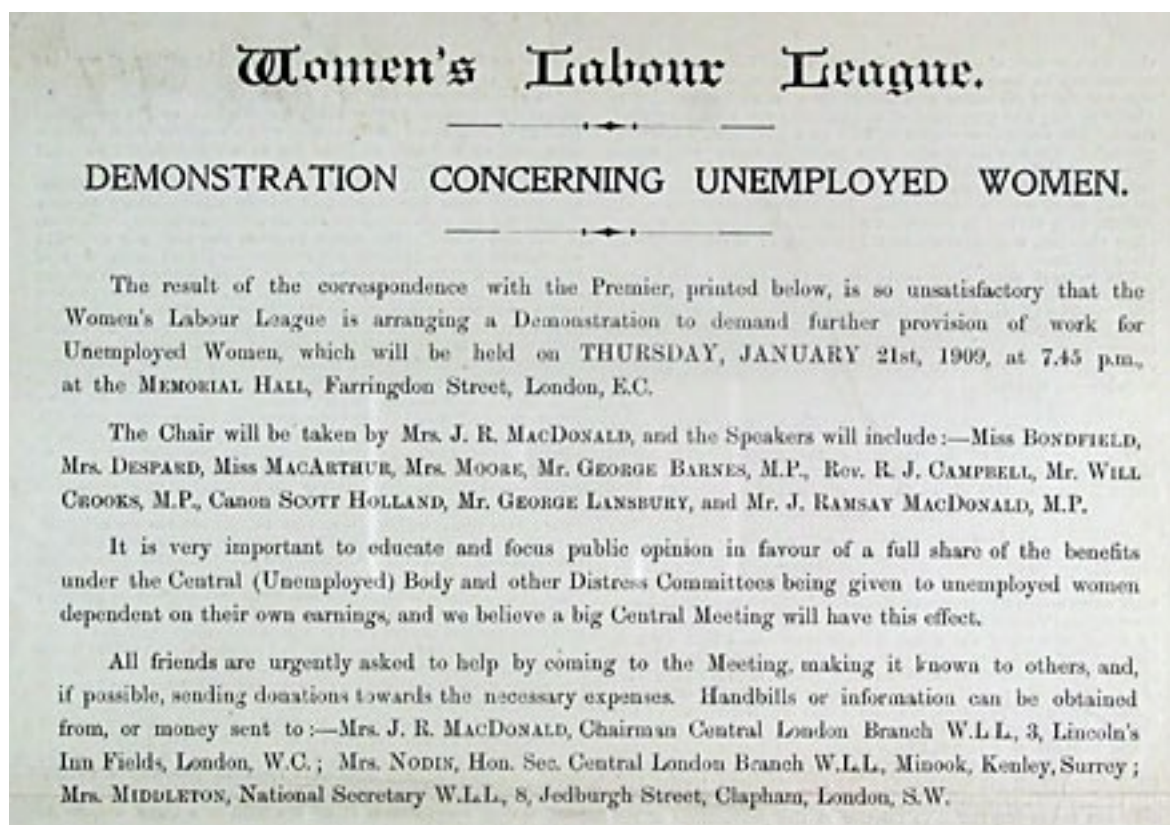 Women's Labour League.
DEMONSTRATION CONCERNING UNEMPLOYED WOMEN.
The result of the correspondence with the Premier, printed below, is so unsatisfactory that the
Women's Labour League is arranging a Demonstration to demand further provision of work for
Unemployed Women, which will be held on THURSDAY, JANUARY 21st, 1909, at 7.45 p.m.,
at the MEMORIAL HALL, Farringdon Street, London, E.C.
The Chair will be taken by Mrs. J. R. MACDONALD, and the Speakers will include:—Miss BONDFIELD,
Mrs. DESPARD, Miss MACARTHUR, Mrs. MOORE, Mr. GEORGE BARNES, M.P., Rev. R. J. CAMPBELL, Mr. WILL
CROOKS, M.P., Canon SCOTT HOLLAND, Mr. GEORGE LANSBURY, and Mr. J. RAMSAY MACDONALD, M.P.
It is very important to educate and focus public opinion in favour of a full share of the benefits
under the Central (Unemployed) Body and other Distress Committees being given to unemployed women
dependent on their own earnings, and we believe a big Central Meeting will have this effect.
All friends are urgently asked to help by coming to the Meeting, making it known to others, and,
if possible, sending donations towards the necessary expenses. Handbills or information can be obtained
from, or money sent to:—Mrs. J. R. MACDONALD, Chairman Central London Branch W.L.L., 3, Lincoln's
Inn Fields, London, W.C.; Mrs. NODIN, Hon. Sec. Central London Branch W.L.L., Minook, Kenley, Surrey;
Mrs. MIDDLETON, National Secretary W.L.L., 8, Jedburgh Street, Clapham, London, S.W.